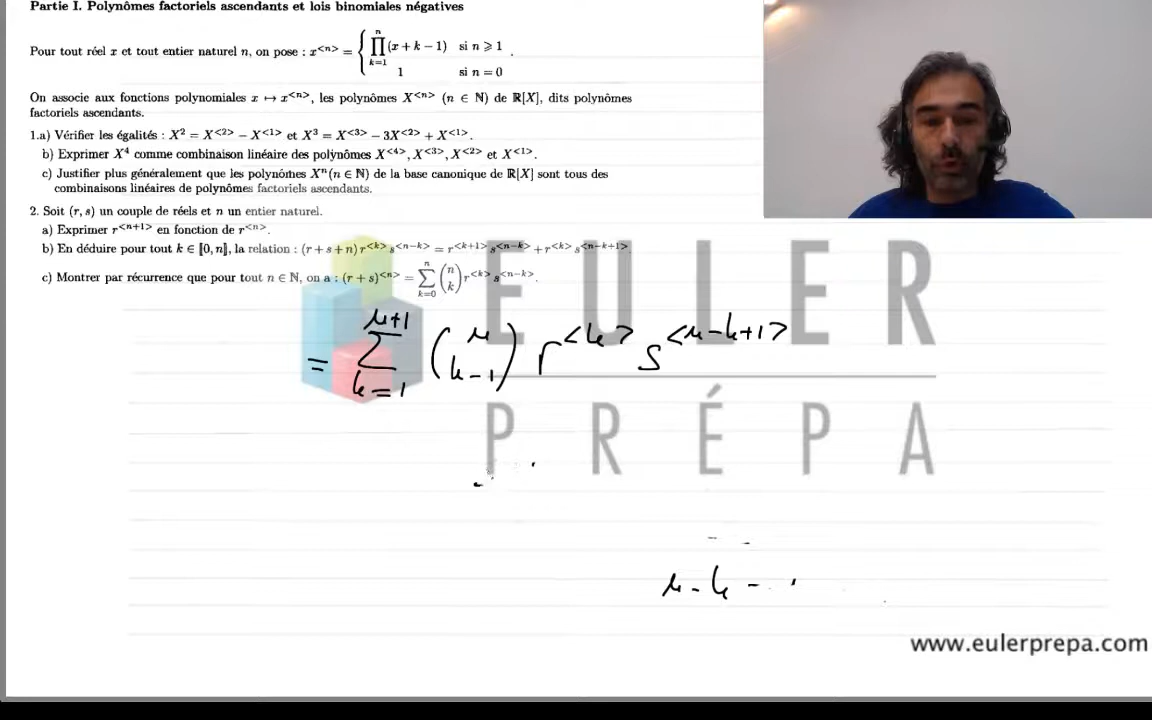 Partie I. Polynômes factoriels ascendants et lois binomiales négatives
Pour tout réel x et tout entier naturel n, on pose : x^{<n>} = { ∏_{k=1}^{n} (x + k − 1) si n ⩾ 1 .
1 si n = 0
On associe aux fonctions polynomiales x ↦ x^{<n>}, les polynômes X^{<n>} (n ∈ ℕ) de ℝ[X], dits polynômes
factoriels ascendants.
1.a) Vérifier les égalités : X² = X^{<2>} − X^{<1>} et X³ = X^{<3>} − 3X^{<2>} + X^{<1>}.
b) Exprimer X⁴ comme combinaison linéaire des polynômes X^{<4>}, X^{<3>}, X^{<2>} et X^{<1>}.
c) Justifier plus généralement que les polynômes X^n (n ∈ ℕ) de la base canonique de ℝ[X] sont tous des
combinaisons linéaires de polynômes factoriels ascendants.
2. Soit (r, s) un couple de réels et n un entier naturel.
a) Exprimer r^{<n+1>} en fonction de r^{<n>}.
b) En déduire pour tout k ∈ [[0, n]], la relation : (r + s + n) r^{<k>} s^{<n−k>} = r^{<k+1>} s^{<n−k>} + r^{<k>} s^{<n−k+1>}.
c) Montrer par récurrence que pour tout n ∈ ℕ, on a : (r + s)^{<n>} = ∑_{k=0}^{n} (n k) r^{<k>} s^{<n−k>}.
= ∑_{k=1}^{n+1} (n k−1) r^{<k>} s^{<n−k+1>}
n - k -
EULER
PRÉPA
www.eulerprepa.com